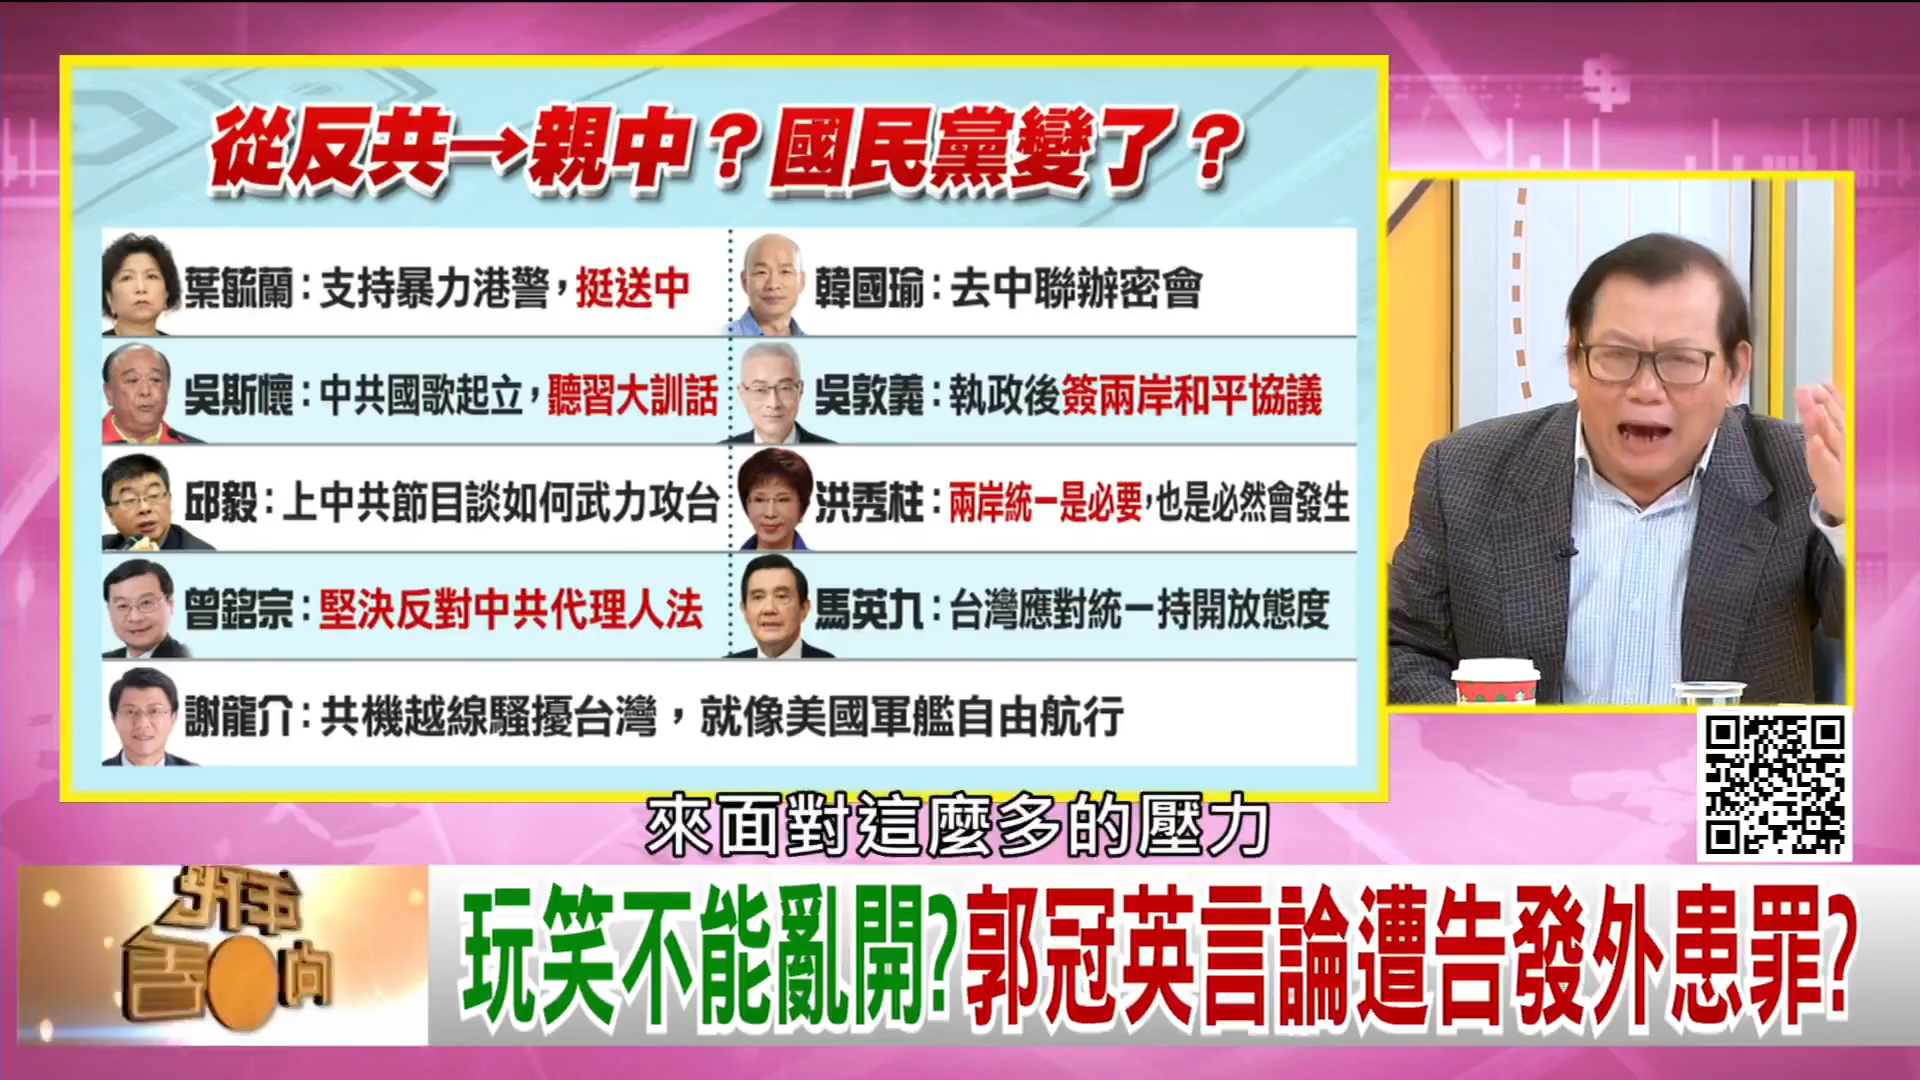 從反共→親中？國民黨變了？
葉毓蘭：支持暴力港警，挺送中
韓國瑜：去中聯辦密會
吳斯懷：中共國歌起立，聽習大訓話
吳敦義：執政後簽兩岸和平協議
邱毅：上中共節目談如何武力攻台
洪秀柱：兩岸統一是必要，也是必然會發生
曾銘宗：堅決反對中共代理人法
馬英九：台灣應對統一持開放態度
謝龍介：共機越線騷擾台灣，就像美國軍艦自由航行
來面對這麼多的壓力
玩笑不能亂開?郭冠英言論遭告發外患罪?